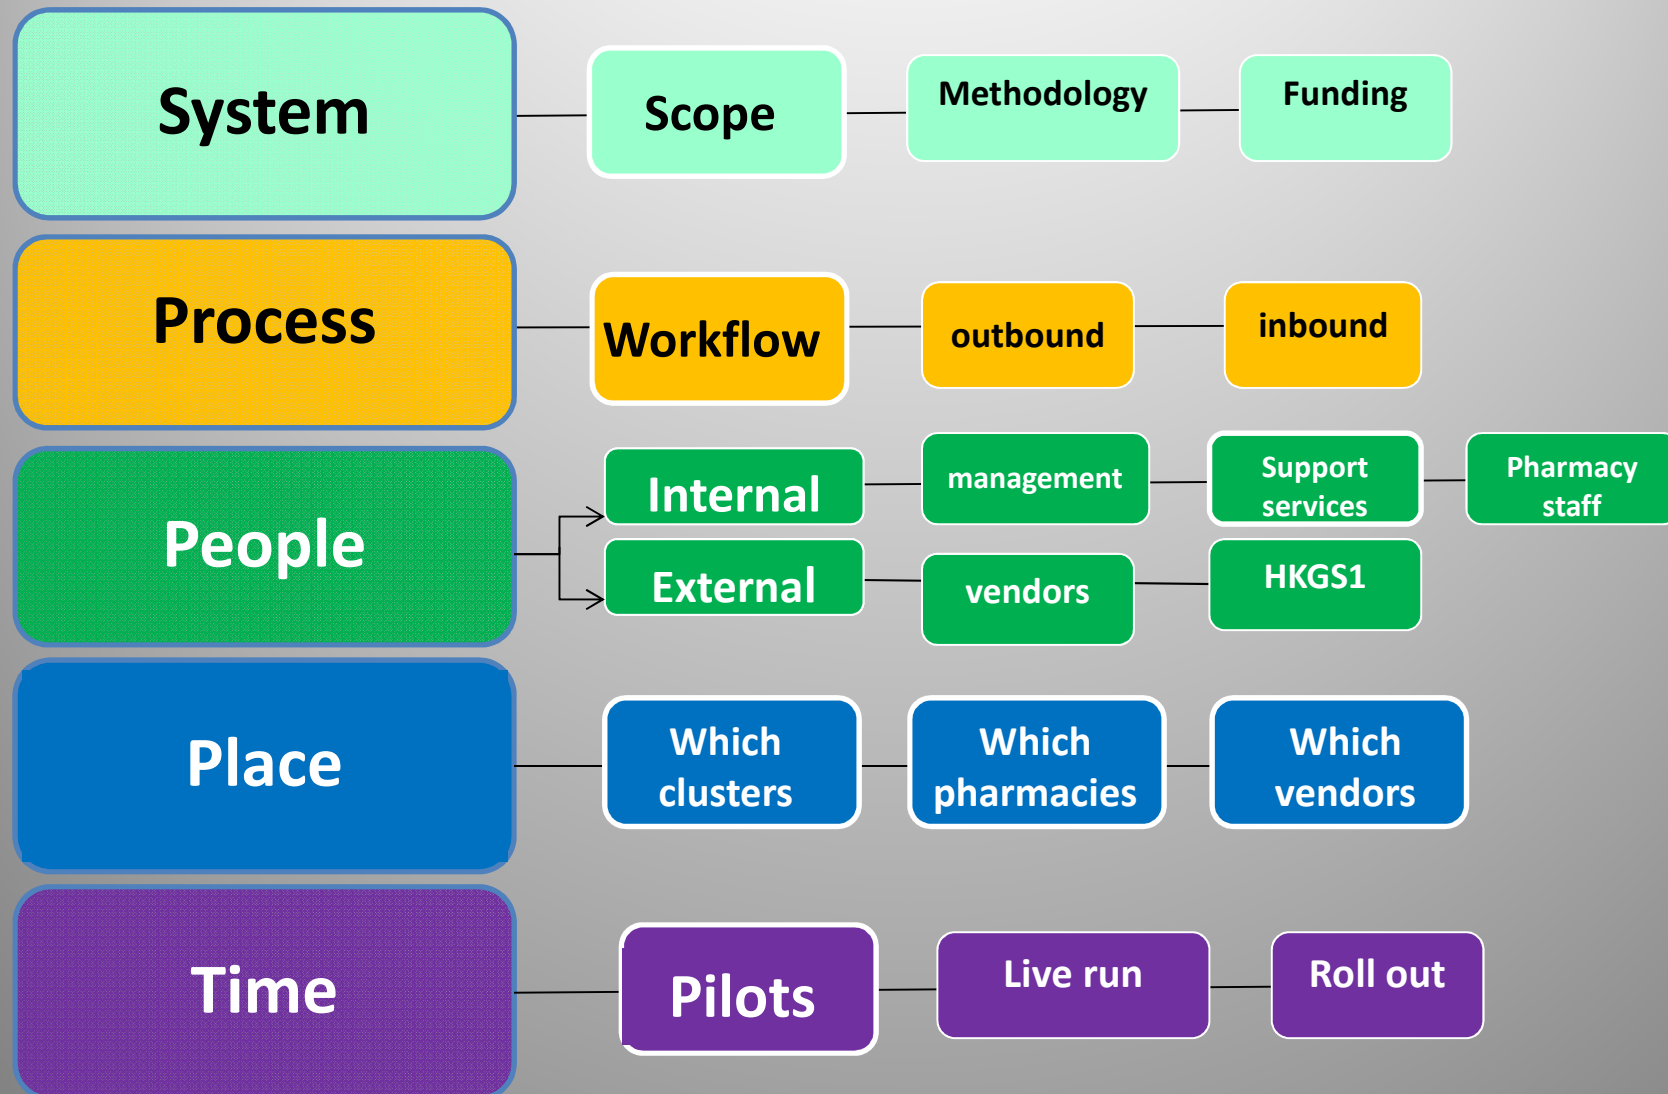 System
Scope
Methodology
Funding
Process
Workflow
outbound
inbound
People
Internal
management
Support
services
Pharmacy
staff
External
vendors
HKGS1
Place
Which
clusters
Which
pharmacies
Which
vendors
Time
Pilots
Live run
Roll out